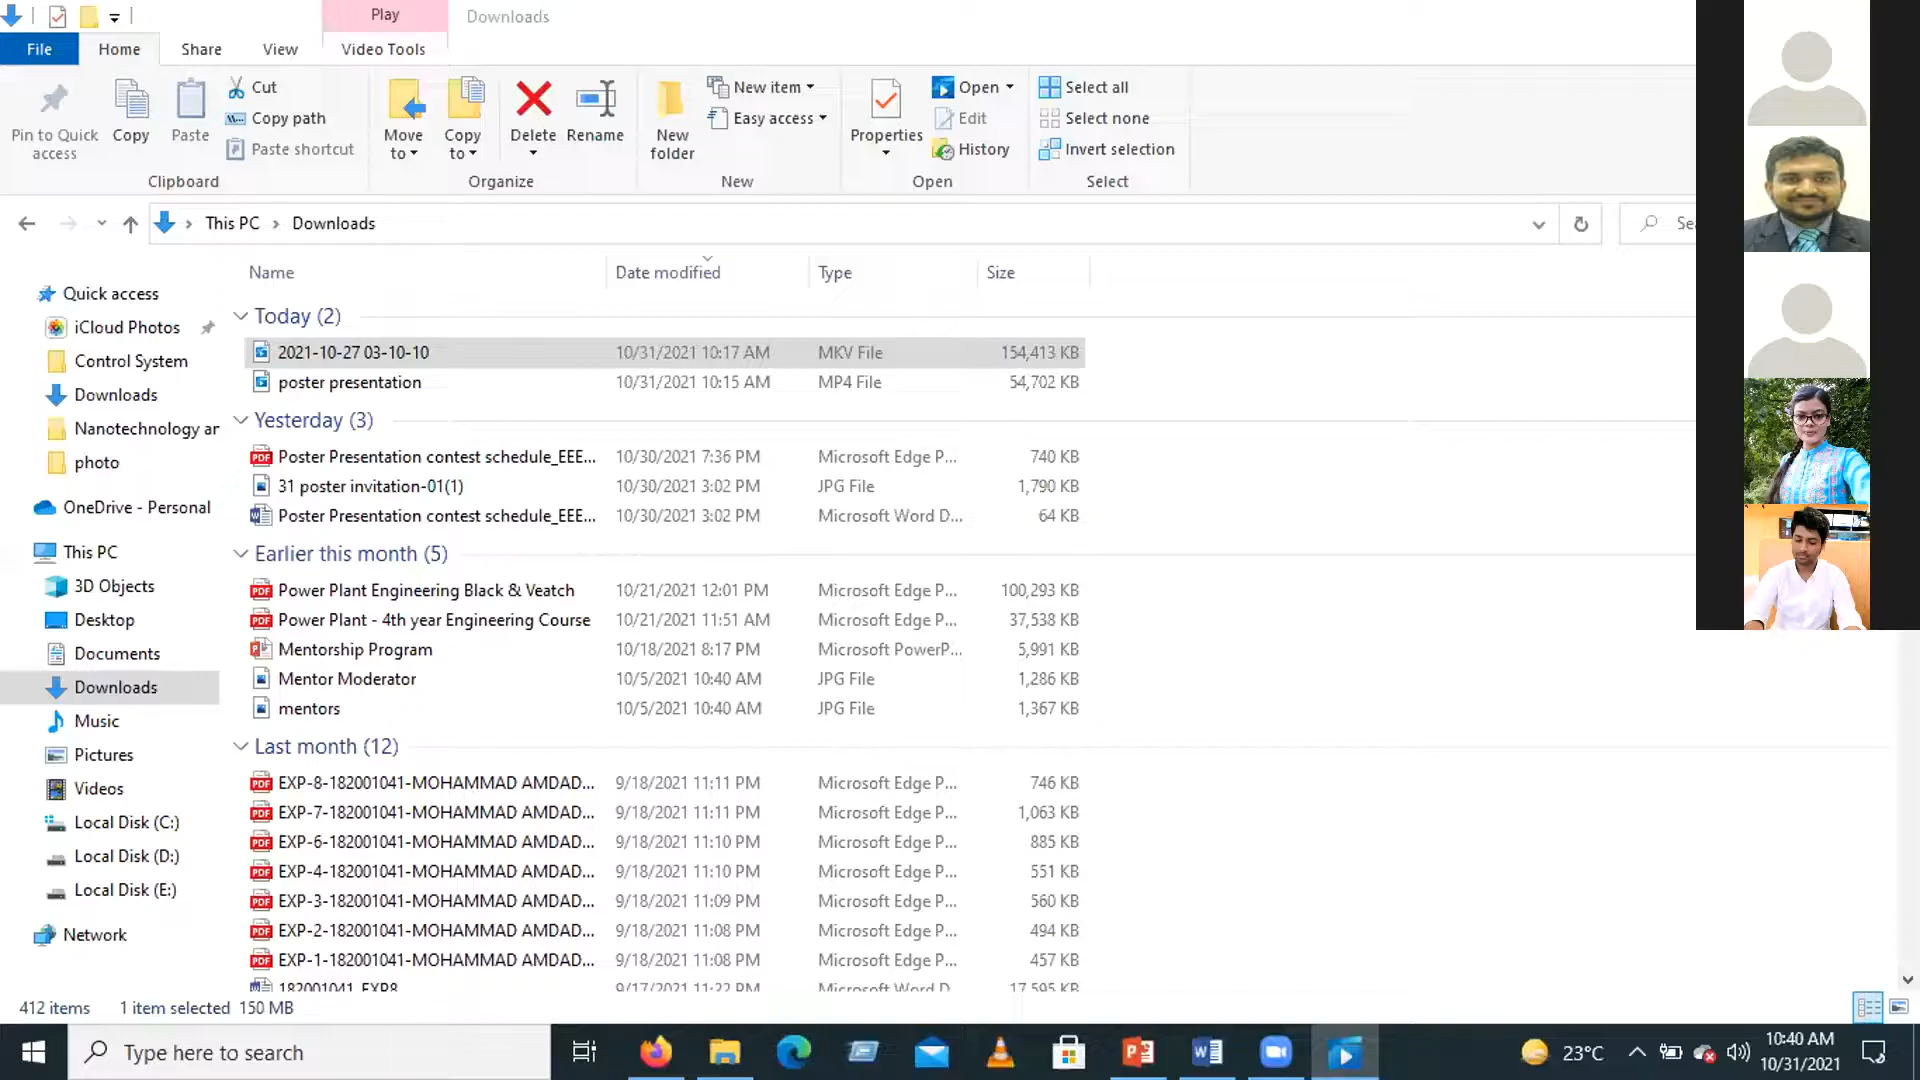 Play
Downloads
File
Home
Share
View
Video Tools
Pin to Quick access
Copy
Paste
Cut
Copy path
Paste shortcut
Clipboard
Move to
Copy to
Delete
Rename
Organize
New folder
New item
Easy access
New
Properties
Open
Edit
History
Open
Select all
Select none
Invert selection
Select
This PC
Downloads
Name
Date modified
Type
Size
Quick access
iCloud Photos
Control System
Downloads
Nanotechnology ar
photo
OneDrive - Personal
This PC
3D Objects
Desktop
Documents
Downloads
Music
Pictures
Videos
Local Disk (C:)
Local Disk (D:)
Local Disk (E:)
Network
Today (2)
2021-10-27 03-10-10 10/31/2021 10:17 AM MKV File 154,413 KB
poster presentation 10/31/2021 10:15 AM MP4 File 54,702 KB
Yesterday (3)
Poster Presentation contest schedule_EEE... 10/30/2021 7:36 PM Microsoft Edge P... 740 KB
31 poster invitation-01(1) 10/30/2021 3:02 PM JPG File 1,790 KB
Poster Presentation contest schedule_EEE... 10/30/2021 3:02 PM Microsoft Word D... 64 KB
Earlier this month (5)
Power Plant Engineering Black & Veatch 10/21/2021 12:01 PM Microsoft Edge P... 100,293 KB
Power Plant - 4th year Engineering Course 10/21/2021 11:51 AM Microsoft Edge P... 37,538 KB
Mentorship Program 10/18/2021 8:17 PM Microsoft PowerP... 5,991 KB
Mentor Moderator 10/5/2021 10:40 AM JPG File 1,286 KB
mentors 10/5/2021 10:40 AM JPG File 1,367 KB
Last month (12)
EXP-8-182001041-MOHAMMAD AMDAD... 9/18/2021 11:11 PM Microsoft Edge P... 746 KB
EXP-7-182001041-MOHAMMAD AMDAD... 9/18/2021 11:11 PM Microsoft Edge P... 1,063 KB
EXP-6-182001041-MOHAMMAD AMDAD... 9/18/2021 11:10 PM Microsoft Edge P... 885 KB
EXP-4-182001041-MOHAMMAD AMDAD... 9/18/2021 11:10 PM Microsoft Edge P... 551 KB
EXP-3-182001041-MOHAMMAD AMDAD... 9/18/2021 11:09 PM Microsoft Edge P... 560 KB
EXP-2-182001041-MOHAMMAD AMDAD... 9/18/2021 11:08 PM Microsoft Edge P... 494 KB
EXP-1-182001041-MOHAMMAD AMDAD... 9/18/2021 11:08 PM Microsoft Edge P... 457 KB
182001041_EXP8 9/17/2021 11:22 PM Microsoft Word D 17,595 KB
412 items 1 item selected 150 MB
Type here to search
23°C
10:40 AM
10/31/2021